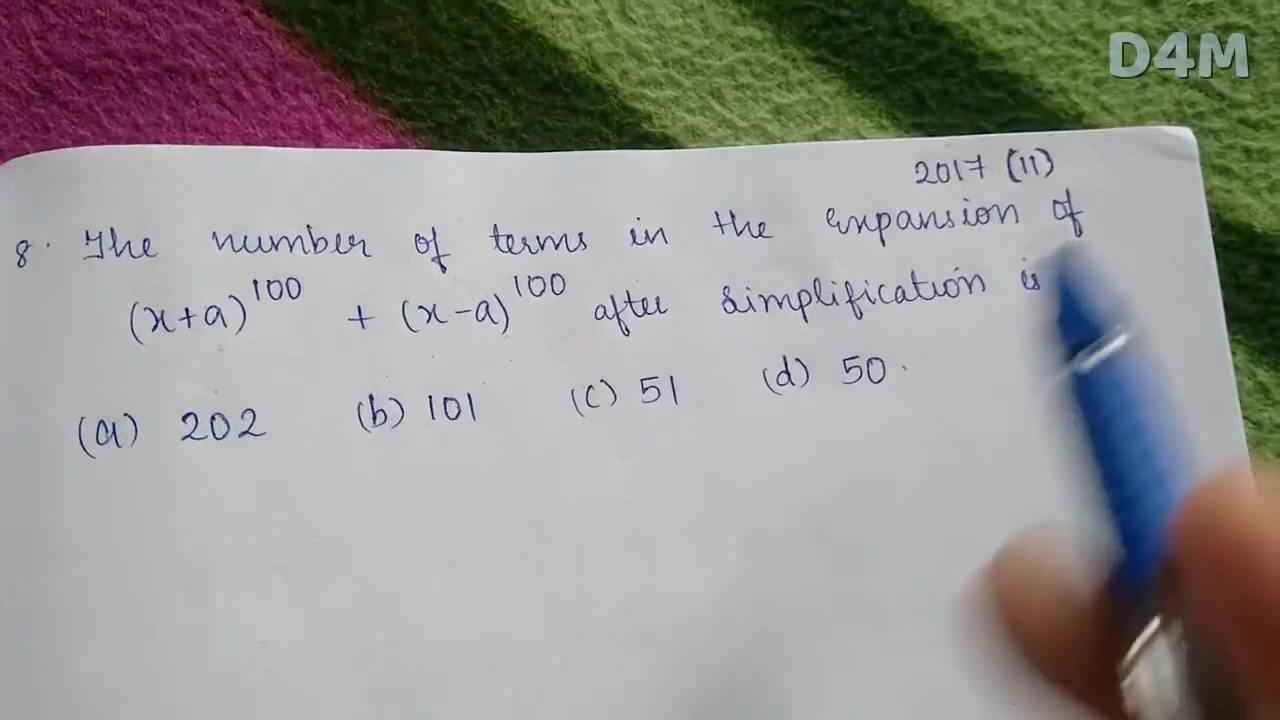 D4M
2017 (11)
8. The number of terms in the expansion of
(x+a)^100 + (x-a)^100 after simplification is
(a) 202 (b) 101 (c) 51 (d) 50.